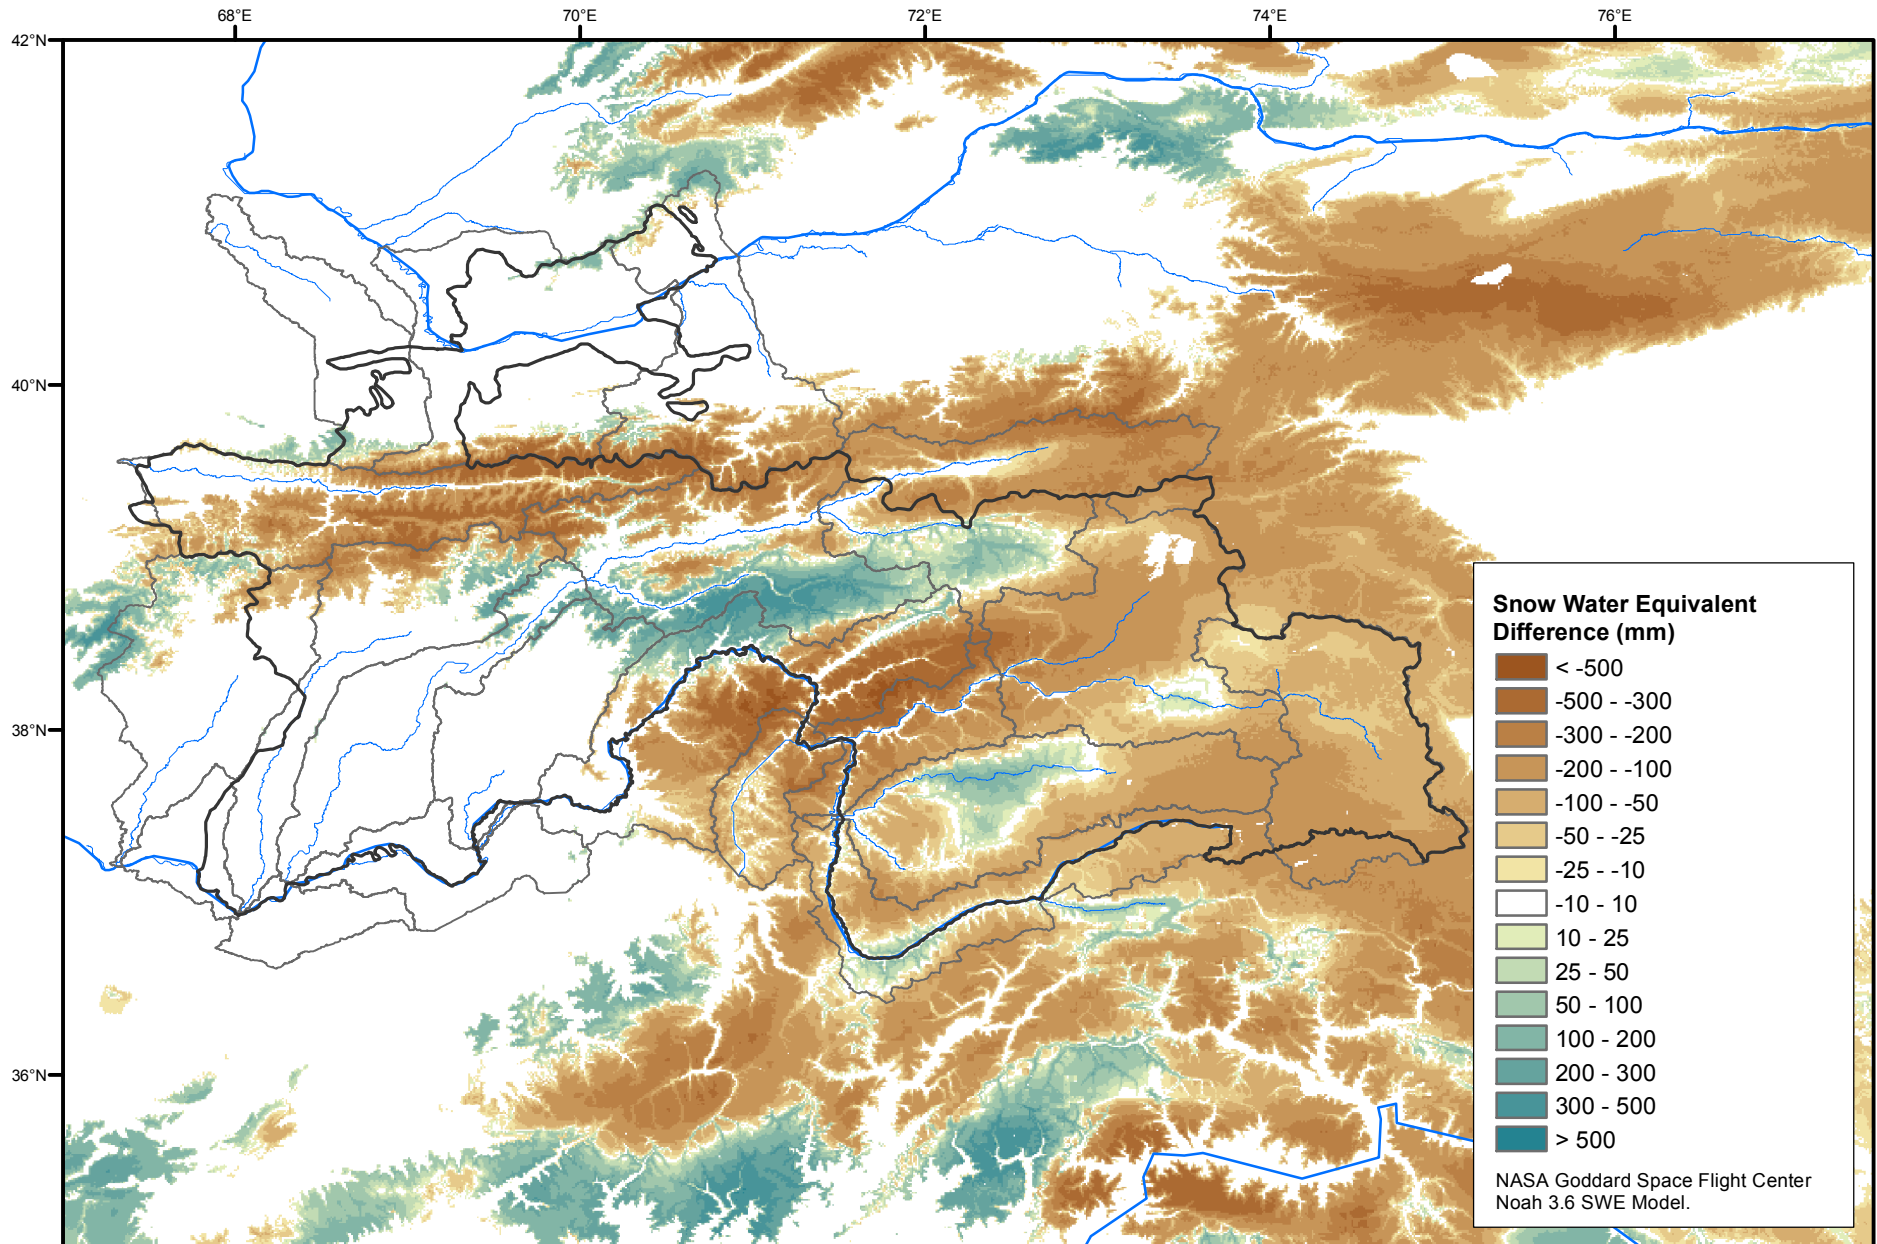 68°E
70°E
72°E
74°E
76°E
42°N
40°N
38°N
36°N
Snow Water Equivalent
Difference (mm)
< -500
-500 - -300
-300 - -200
-200 - -100
-100 - -50
-50 - -25
-25 - -10
-10 - 10
10 - 25
25 - 50
50 - 100
100 - 200
200 - 300
300 - 500
> 500
NASA Goddard Space Flight Center
Noah 3.6 SWE Model.